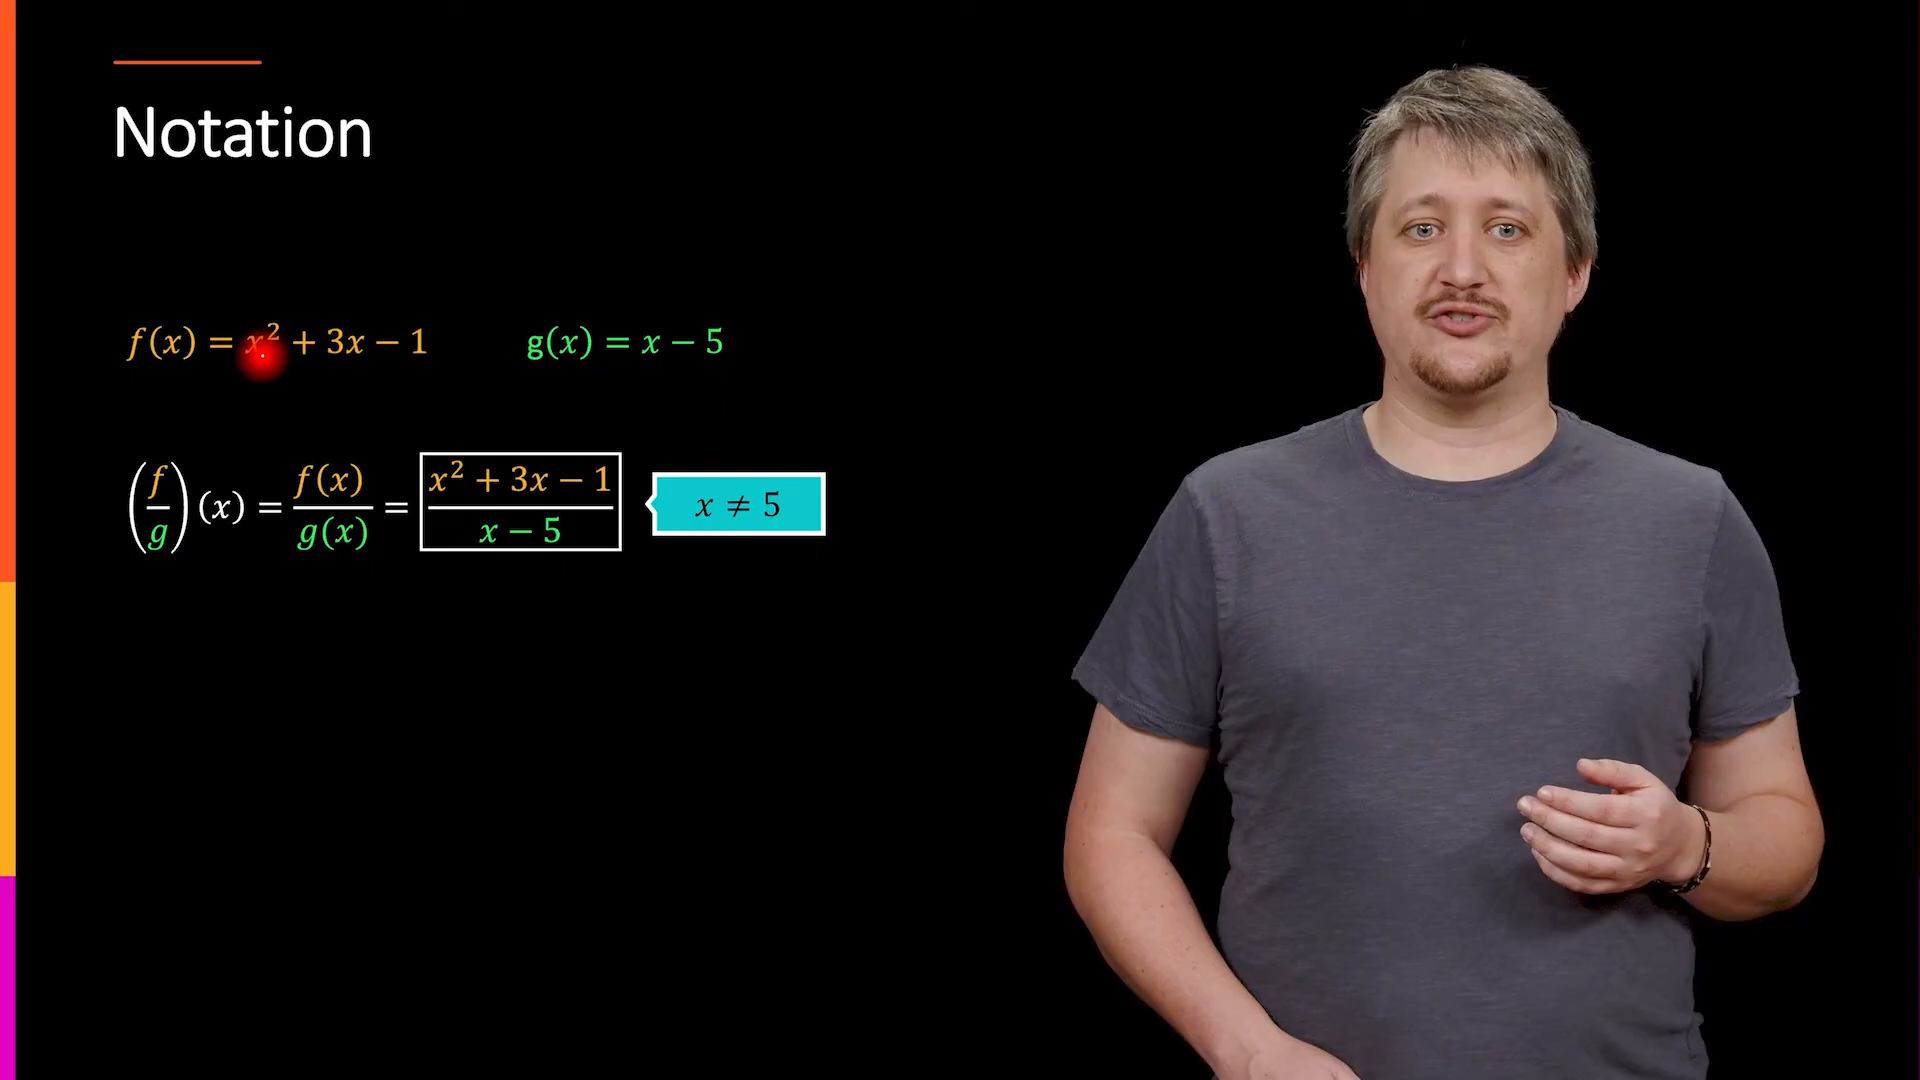 Notation
f(x) = x² + 3x − 1
g(x) = x − 5
(f/g)(x) = f(x)/g(x) = (x² + 3x − 1)/(x − 5)
x ≠ 5